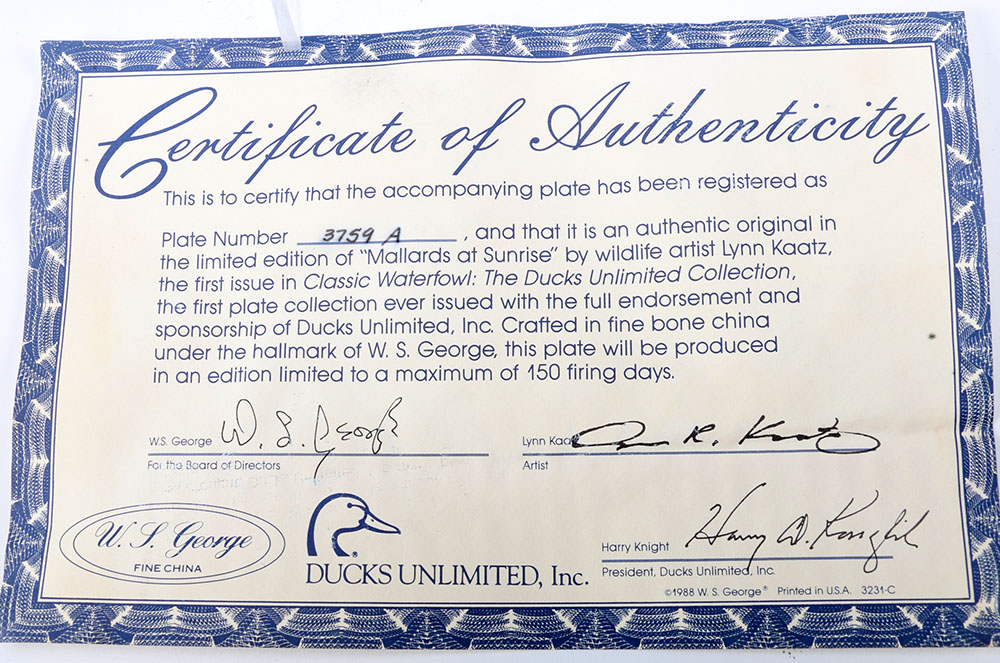 Certificate of Authenticity
This is to certify that the accompanying plate has been registered as
Plate Number 3759 A, and that it is an authentic original in
the limited edition of "Mallards at Sunrise" by wildlife artist Lynn Kaatz,
the first issue in Classic Waterfowl: The Ducks Unlimited Collection,
the first plate collection ever issued with the full endorsement and
sponsorship of Ducks Unlimited, Inc. Crafted in fine bone china
under the hallmark of W. S. George, this plate will be produced
in an edition limited to a maximum of 150 firing days.
W.S. George W. S. George
For the Board of Directors
Lynn Kaa R. Kaatz
Artist
W. S. George
FINE CHINA
DUCKS UNLIMITED, Inc.
Harry Knight Harry D. Knight
President, Ducks Unlimited, Inc.
©1988 W. S. George® Printed in U.S.A. 3231-C